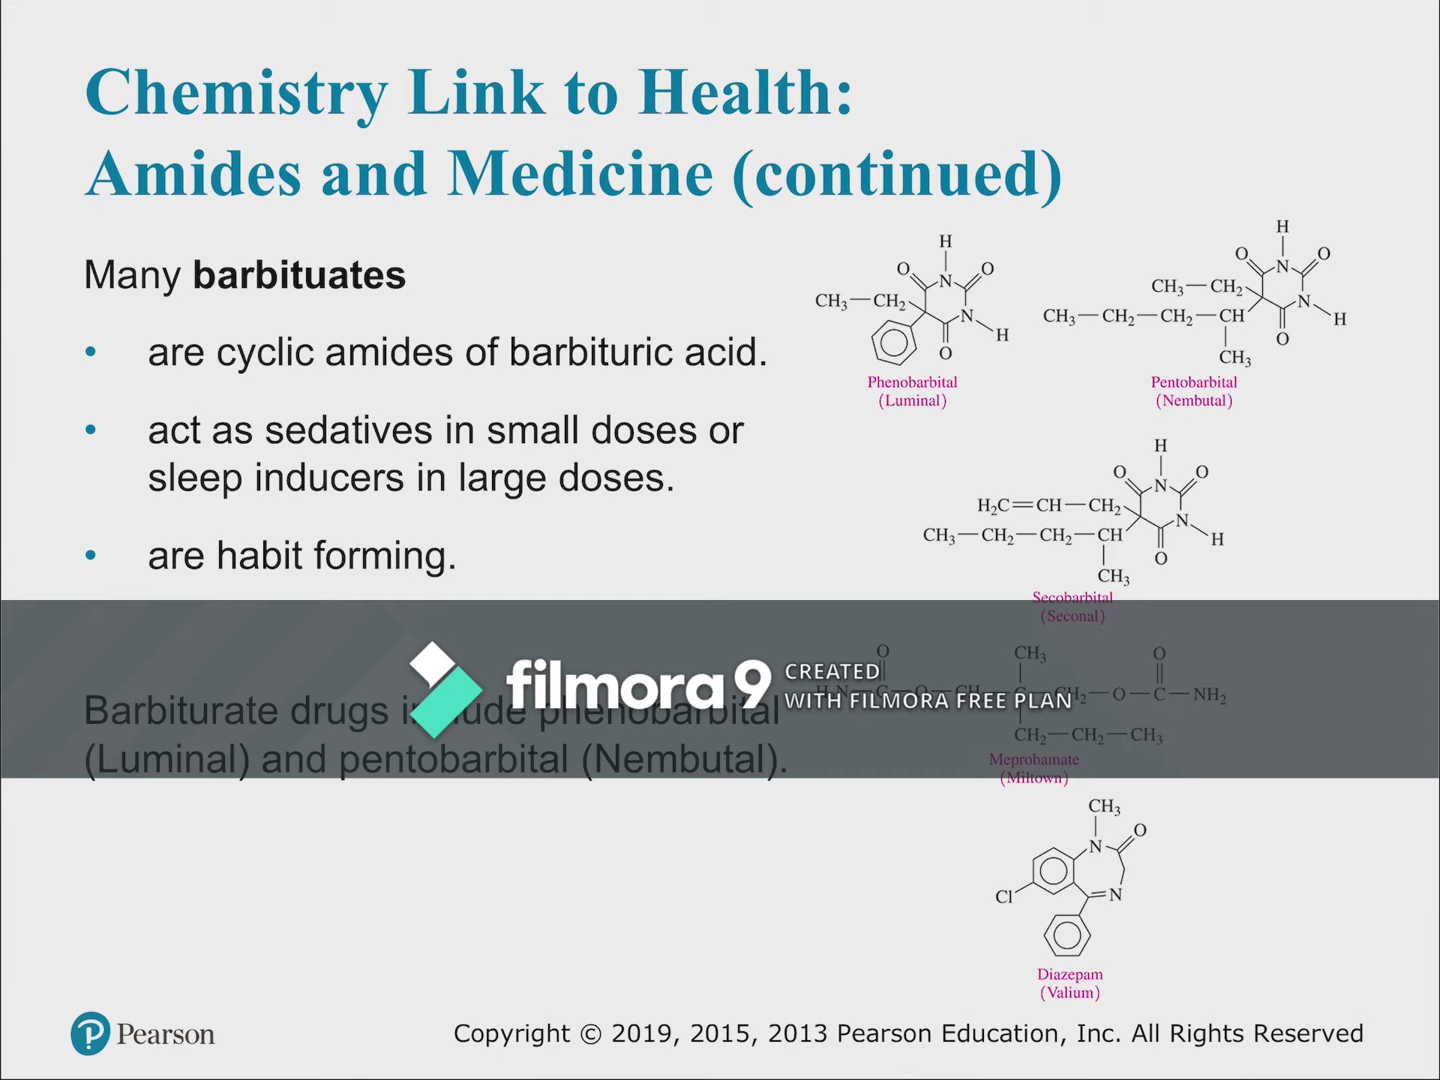 Chemistry Link to Health:
Amides and Medicine (continued)
Many barbituates
• are cyclic amides of barbituric acid.
• act as sedatives in small doses or
sleep inducers in large doses.
• are habit forming.
Barbiturate drugs include phenobarbital
(Luminal) and pentobarbital (Nembutal).
H
O N O
CH₃—CH₂
N
H
O
Phenobarbital
(Luminal)
H
O N O
CH₃—CH₂
N
CH₃—CH₂—CH₂—CH
H
O
CH₃
Pentobarbital
(Nembutal)
H
O N O
H₂C=CH—CH₂
N
CH₃—CH₂—CH₂—CH
H
O
CH₃
Secobarbital
(Seconal)
O CH₃ O
CH₂—O—C—NH₂
CH₂—CH₂—CH₃
Meprobamate
(Miltown)
CH₃
O
N
Cl
N
Diazepam
(Valium)
filmora9 CREATED
WITH FILMORA FREE PLAN
Pearson
Copyright © 2019, 2015, 2013 Pearson Education, Inc. All Rights Reserved